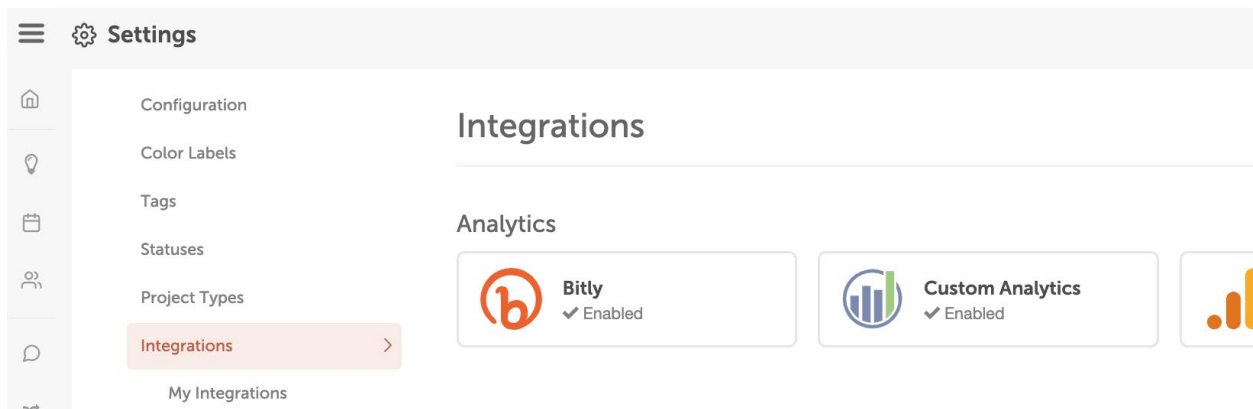 Settings
Configuration
Color Labels
Tags
Statuses
Project Types
Integrations
My Integrations
Integrations
Analytics
Bitly
Enabled
Custom Analytics
Enabled